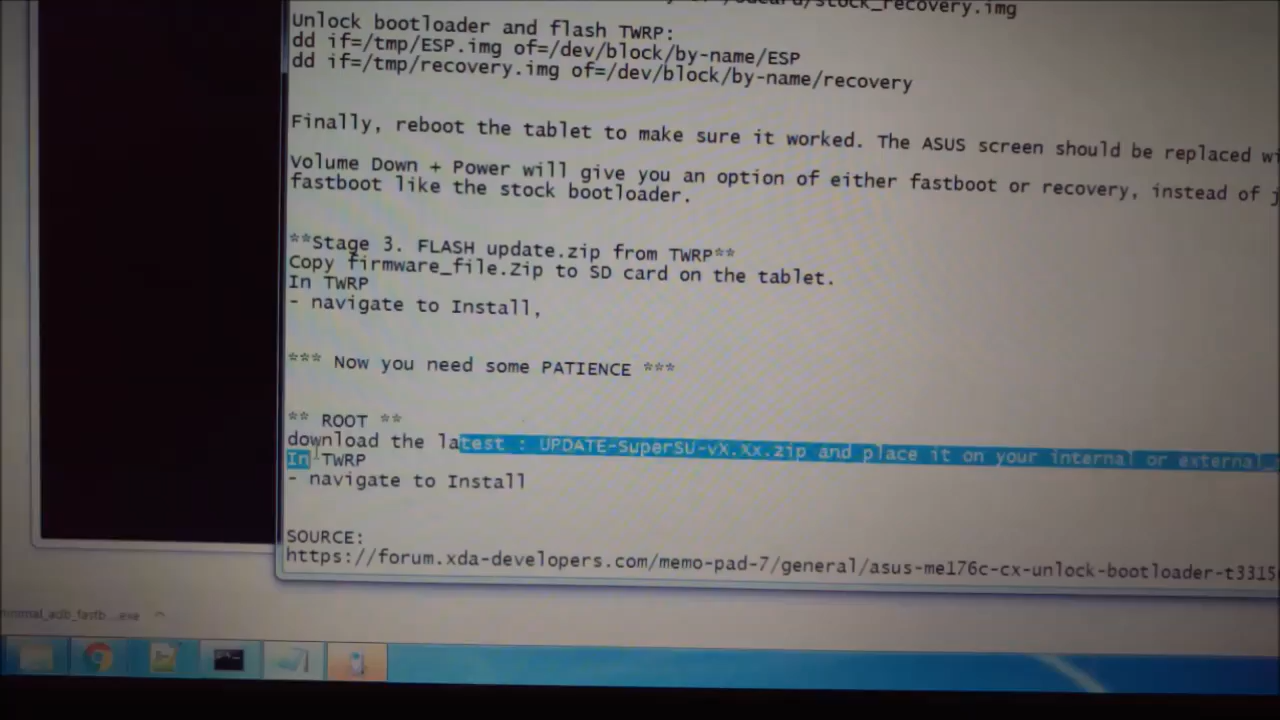 /stock_recovery.img
Unlock bootloader and flash TWRP:
dd if=/tmp/ESP.img of=/dev/block/by-name/ESP
dd if=/tmp/recovery.img of=/dev/block/by-name/recovery
Finally, reboot the tablet to make sure it worked. The ASUS screen should be replaced wi
Volume Down + Power will give you an option of either fastboot or recovery, instead of j
fastboot like the stock bootloader.
**Stage 3. FLASH update.zip from TWRP**
Copy firmware_file.Zip to SD card on the tablet.
In TWRP
- navigate to Install,
*** Now you need some PATIENCE ***
** ROOT **
download the latest : UPDATE-SuperSU-vX.Xx.zip and place it on your internal or external
In TWRP
- navigate to Install
SOURCE:
https://forum.xda-developers.com/memo-pad-7/general/asus-me176c-cx-unlock-bootloader-t3315
minimal_adb_fastb....exe